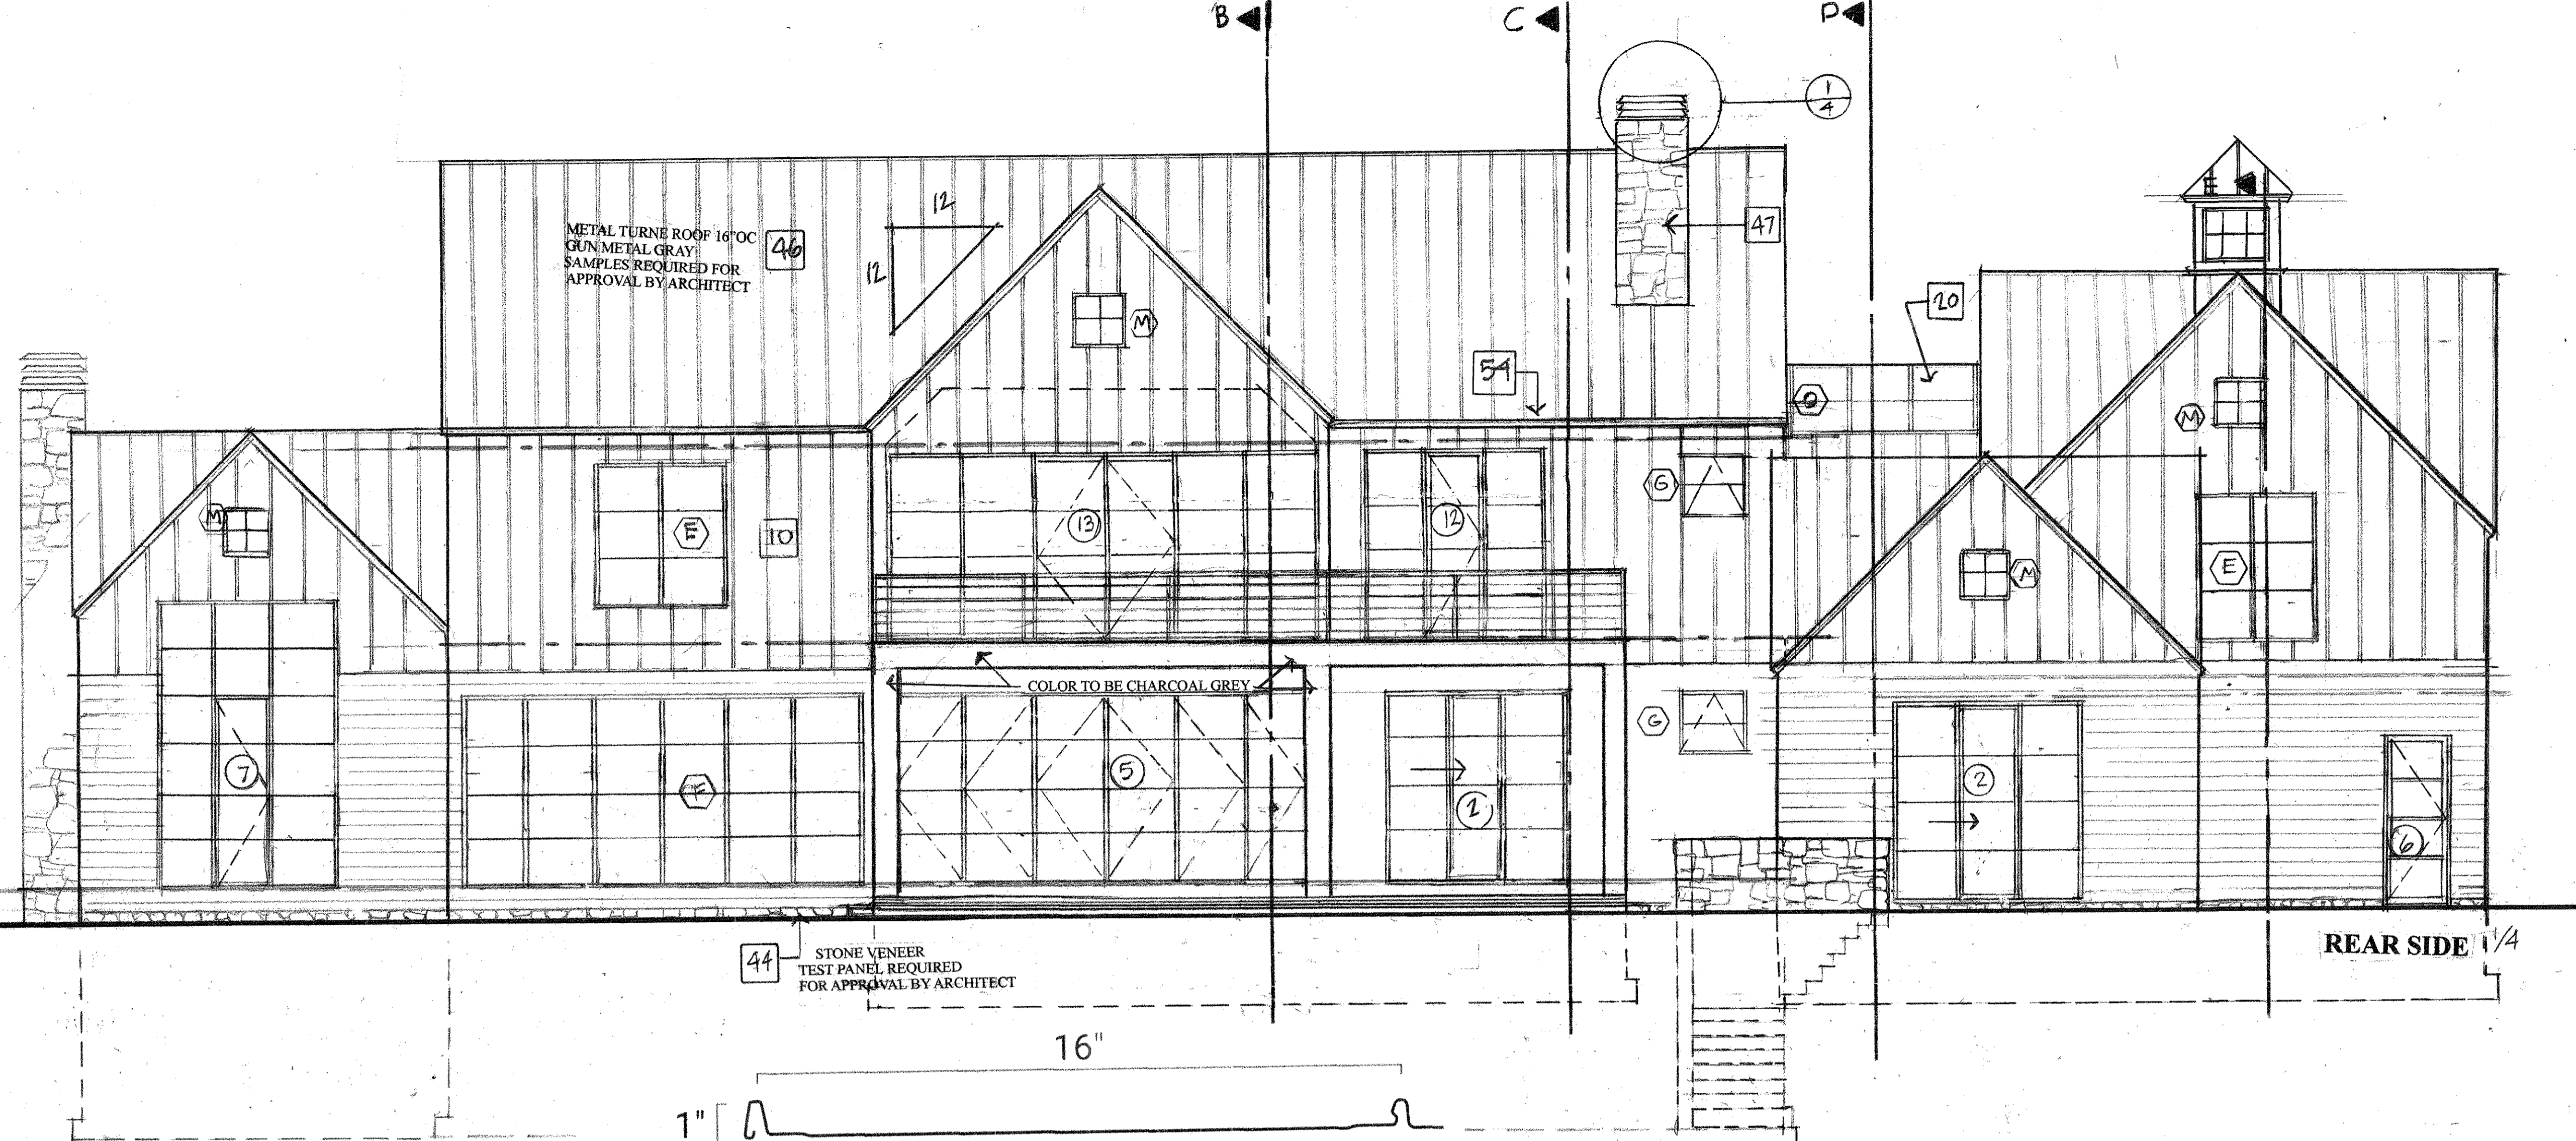 B
C
D
1
4
E
METAL TURNE ROOF 16"OC
GUN METAL GRAY
SAMPLES REQUIRED FOR
APPROVAL BY ARCHITECT
46
12
12
47
M
20
54
O
M
M
E
10
13
12
G
M
E
COLOR TO BE CHARCOAL GREY
7
F
5
2
G
2
6
44
STONE VENEER
TEST PANEL REQUIRED
FOR APPROVAL BY ARCHITECT
REAR SIDE 1/4
16"
1"